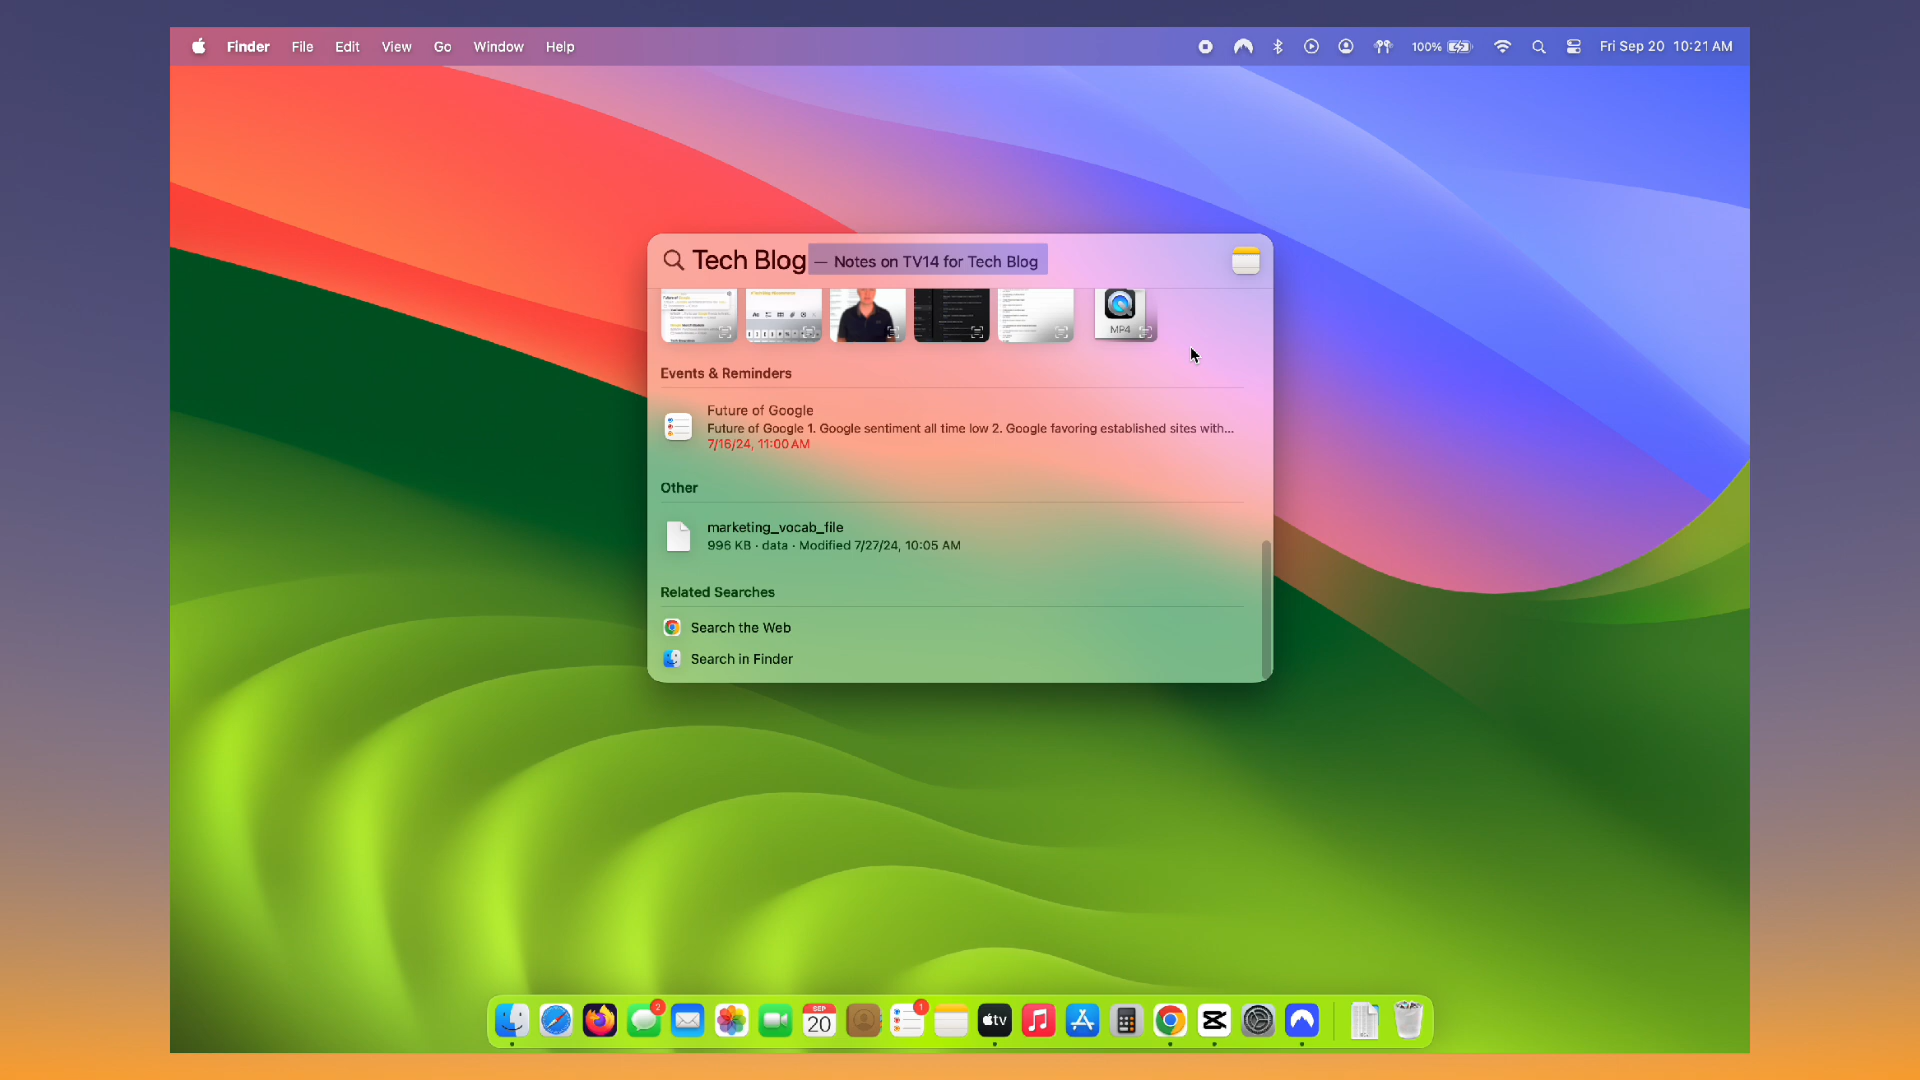 Finder File Edit View Go Window Help 100% Fri Sep 20 10:21 AM
Tech Blog — Notes on TV14 for Tech Blog
MP4
Events & Reminders
Future of Google
Future of Google 1. Google sentiment all time low 2. Google favoring established sites with...
7/16/24, 11:00 AM
Other
marketing_vocab_file
996 KB · data · Modified 7/27/24, 10:05 AM
Related Searches
Search the Web
Search in Finder
2 SEP 20 1 tv